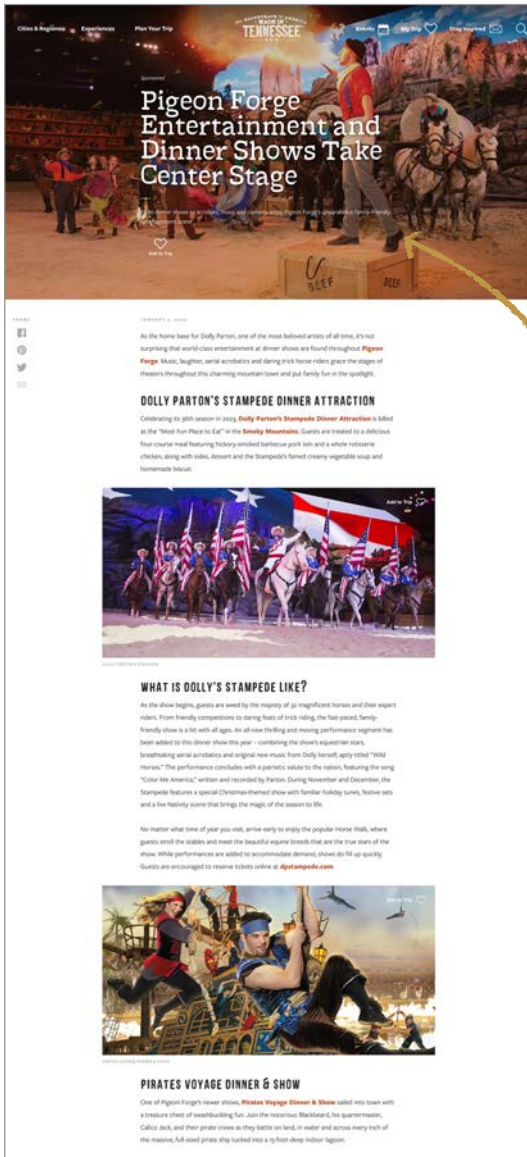 Cities & Regions
Experiences
Plan Your Trip
the SOUNDTRACK OF AMERICA
MADE IN
TENNESSEE
Events
My Trip
Stay Inspired
Sponsored
Pigeon Forge
Entertainment and
Dinner Shows Take
Center Stage
Add to Trip
BEEF
BEEF
SHARE
As the home base for Dolly Parton, one of the most beloved artists of all time, it's not
surprising that world-class entertainment at dinner shows are found throughout Pigeon
Forge. Music, laughter, aerial acrobatics and daring trick horse riders grace the stages of
theaters throughout this charming mountain town and put family fun in the spotlight.
DOLLY PARTON'S STAMPEDE DINNER ATTRACTION
Celebrating its 36th season in 2023, Dolly Parton's Stampede Dinner Attraction is billed
as the "Most Fun Place to Eat" in the Smoky Mountains. Guests are treated to a delicious
four-course meal featuring hickory-smoked barbecue pork loin and a whole rotisserie
chicken, along with sides, dessert and the Stampede's famed creamy vegetable soup and
homemade biscuit.
Add to Trip
WHAT IS DOLLY'S STAMPEDE LIKE?
As the show begins, guests are awed by the majesty of 32 magnificent horses and their expert
riders. From friendly competitions to daring feats of trick riding, the fast-paced, family-
friendly show is a hit with all ages. An all-new thrilling and moving performance segment has
been added to this dinner show this year – combining the show's equestrian stars,
breathtaking aerial acrobatics and original new music from Dolly herself, aptly titled "Wild
Horses." The performance concludes with a patriotic salute to the nation, featuring the song
"Color Me America," written and recorded by Parton. During November and December, the
Stampede features a special Christmas-themed show with familiar holiday tunes, festive sets
and a live Nativity scene that brings the magic of the season to life.
No matter what time of year you visit, arrive early to enjoy the popular Horse Walk, where
guests stroll the stables and meet the beautiful equine breeds that are the true stars of the
show. While performances are added to accommodate demand, shows do fill up quickly.
Guests are encouraged to reserve tickets online at dpstampede.com.
Add to Trip
PIRATES VOYAGE DINNER & SHOW
One of Pigeon Forge's newer shows, Pirates Voyage Dinner & Show sailed into town with
a treasure chest of swashbuckling fun. Join the notorious Blackbeard, his quartermaster,
Calico Jack, and their pirate crews as they battle on land, in water and across every inch of
the massive, full-sized pirate ship tucked into a 15-foot-deep indoor lagoon.